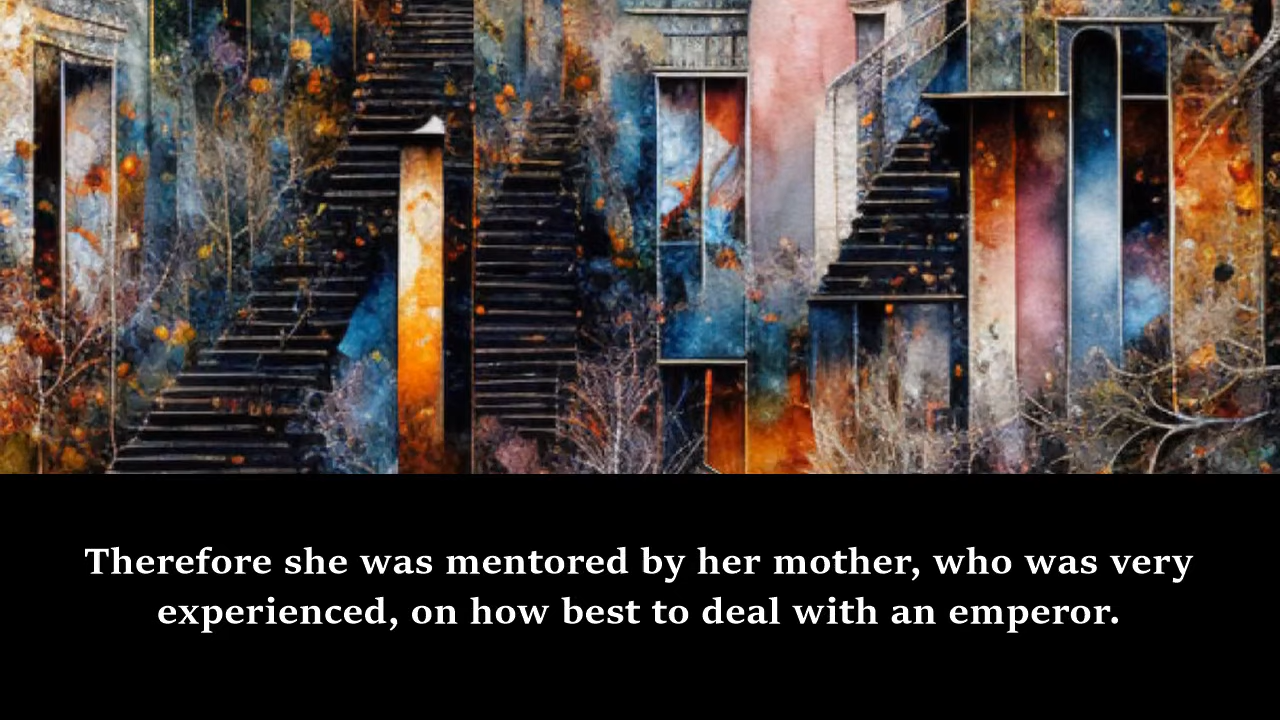 Therefore she was mentored by her mother, who was very
experienced, on how best to deal with an emperor.